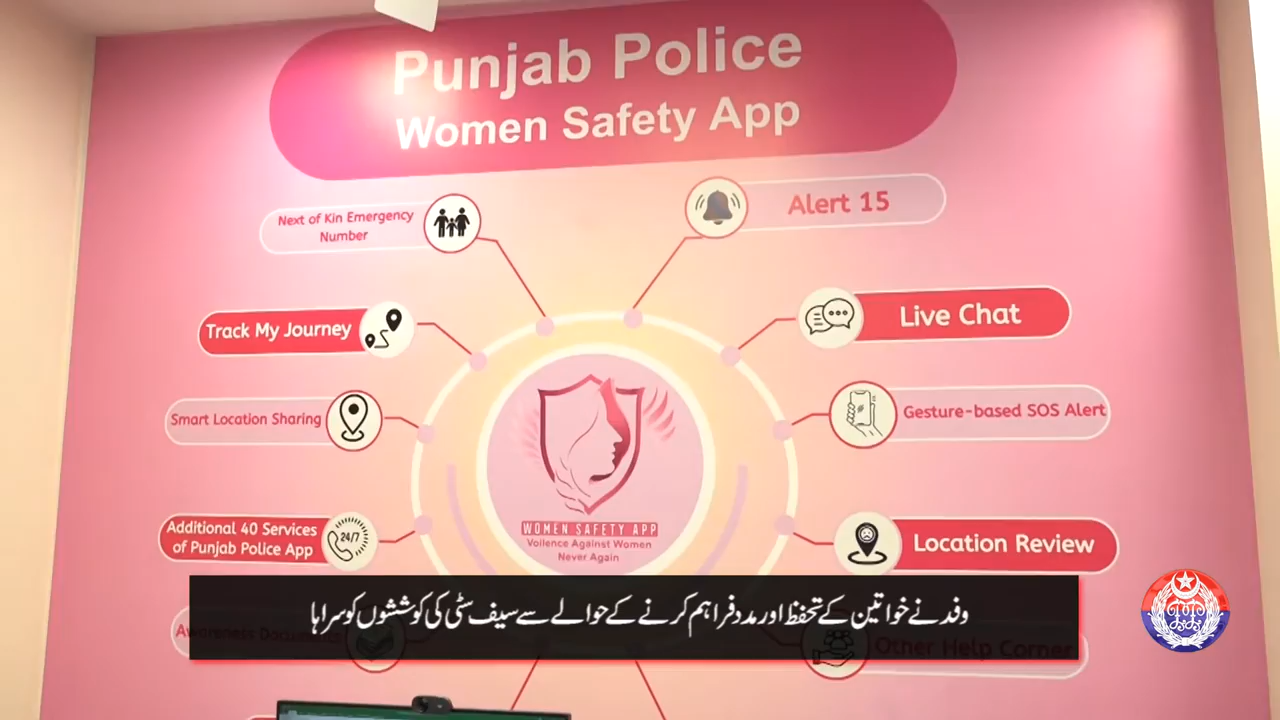 Punjab Police
Women Safety App
Next of Kin Emergency
Number
Alert 15
Track My Journey
Live Chat
Smart Location Sharing
Gesture-based SOS Alert
Additional 40 Services
of Punjab Police App
24/7
Location Review
WOMEN SAFETY APP
Voilence Against Women
Never Again
وفد نے خواتین کے تحفظ اور مدد فراہم کرنے کے حوالے سے سیف سٹی کی کوششوں کو سراہا
Awareness
Other Help Corner